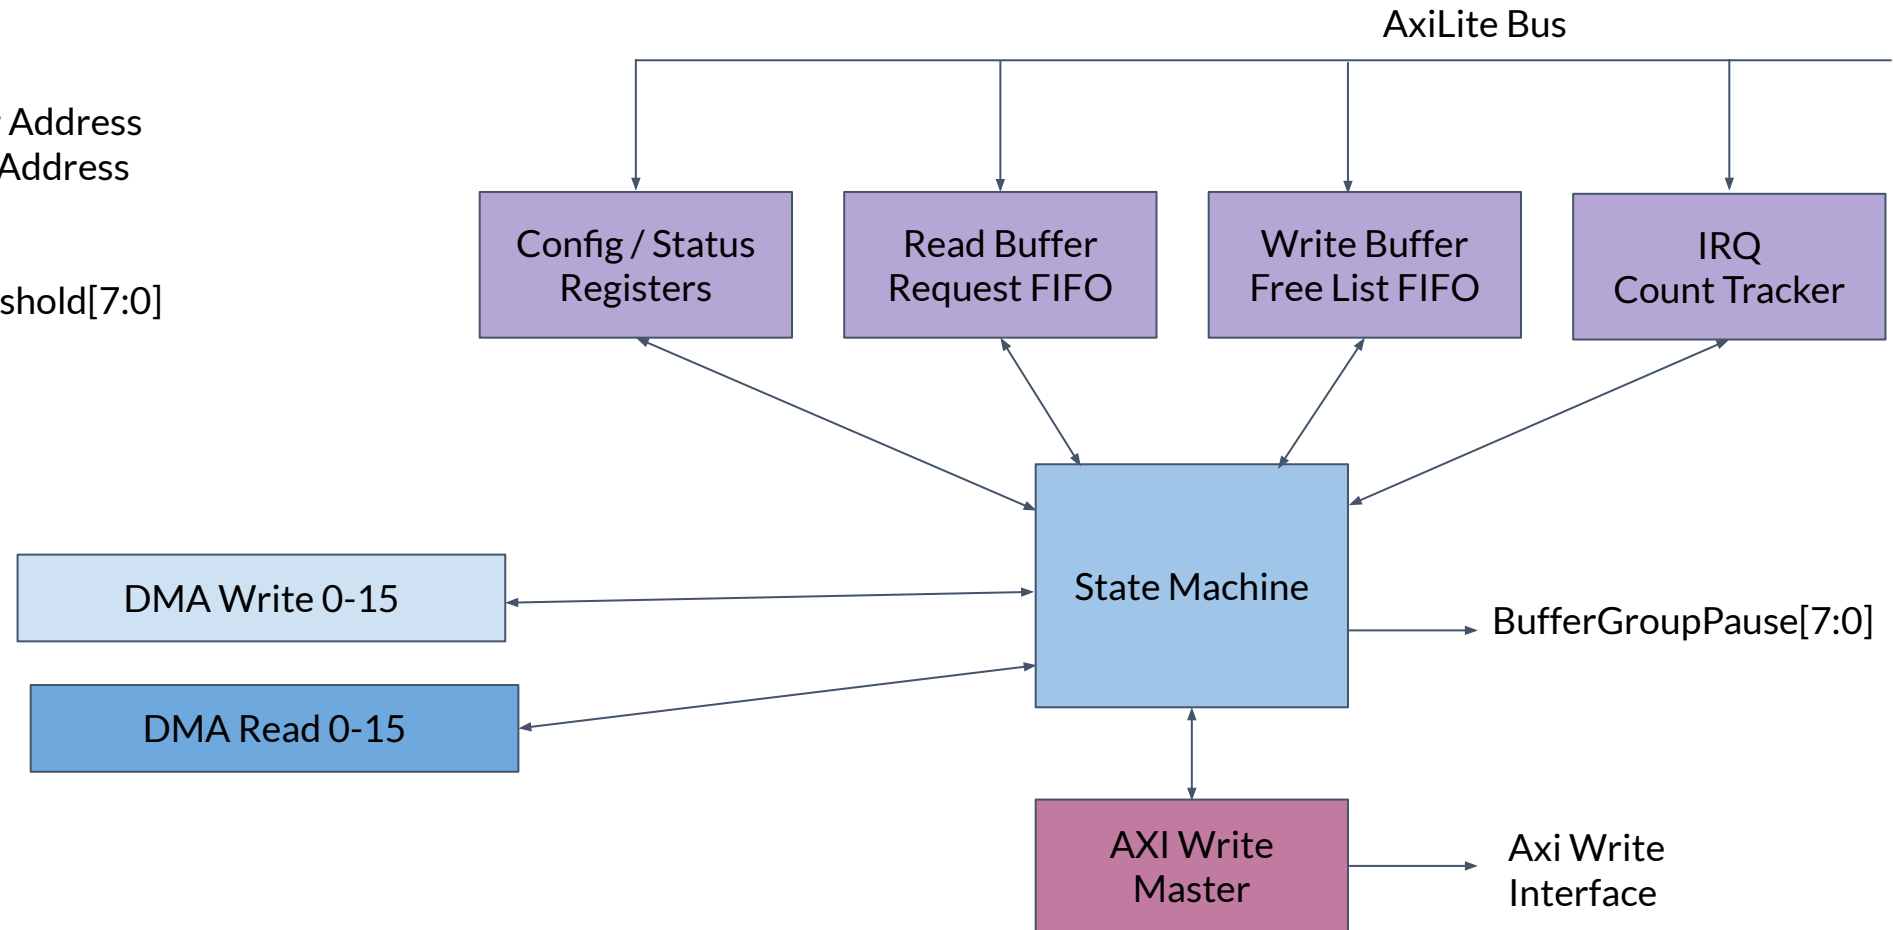 AxiLite Bus
Address
Address
shold[7:0]
Config / Status
Registers
Read Buffer
Request FIFO
Write Buffer
Free List FIFO
IRQ
Count Tracker
State Machine
DMA Write 0-15
DMA Read 0-15
BufferGroupPause[7:0]
AXI Write
Master
Axi Write
Interface